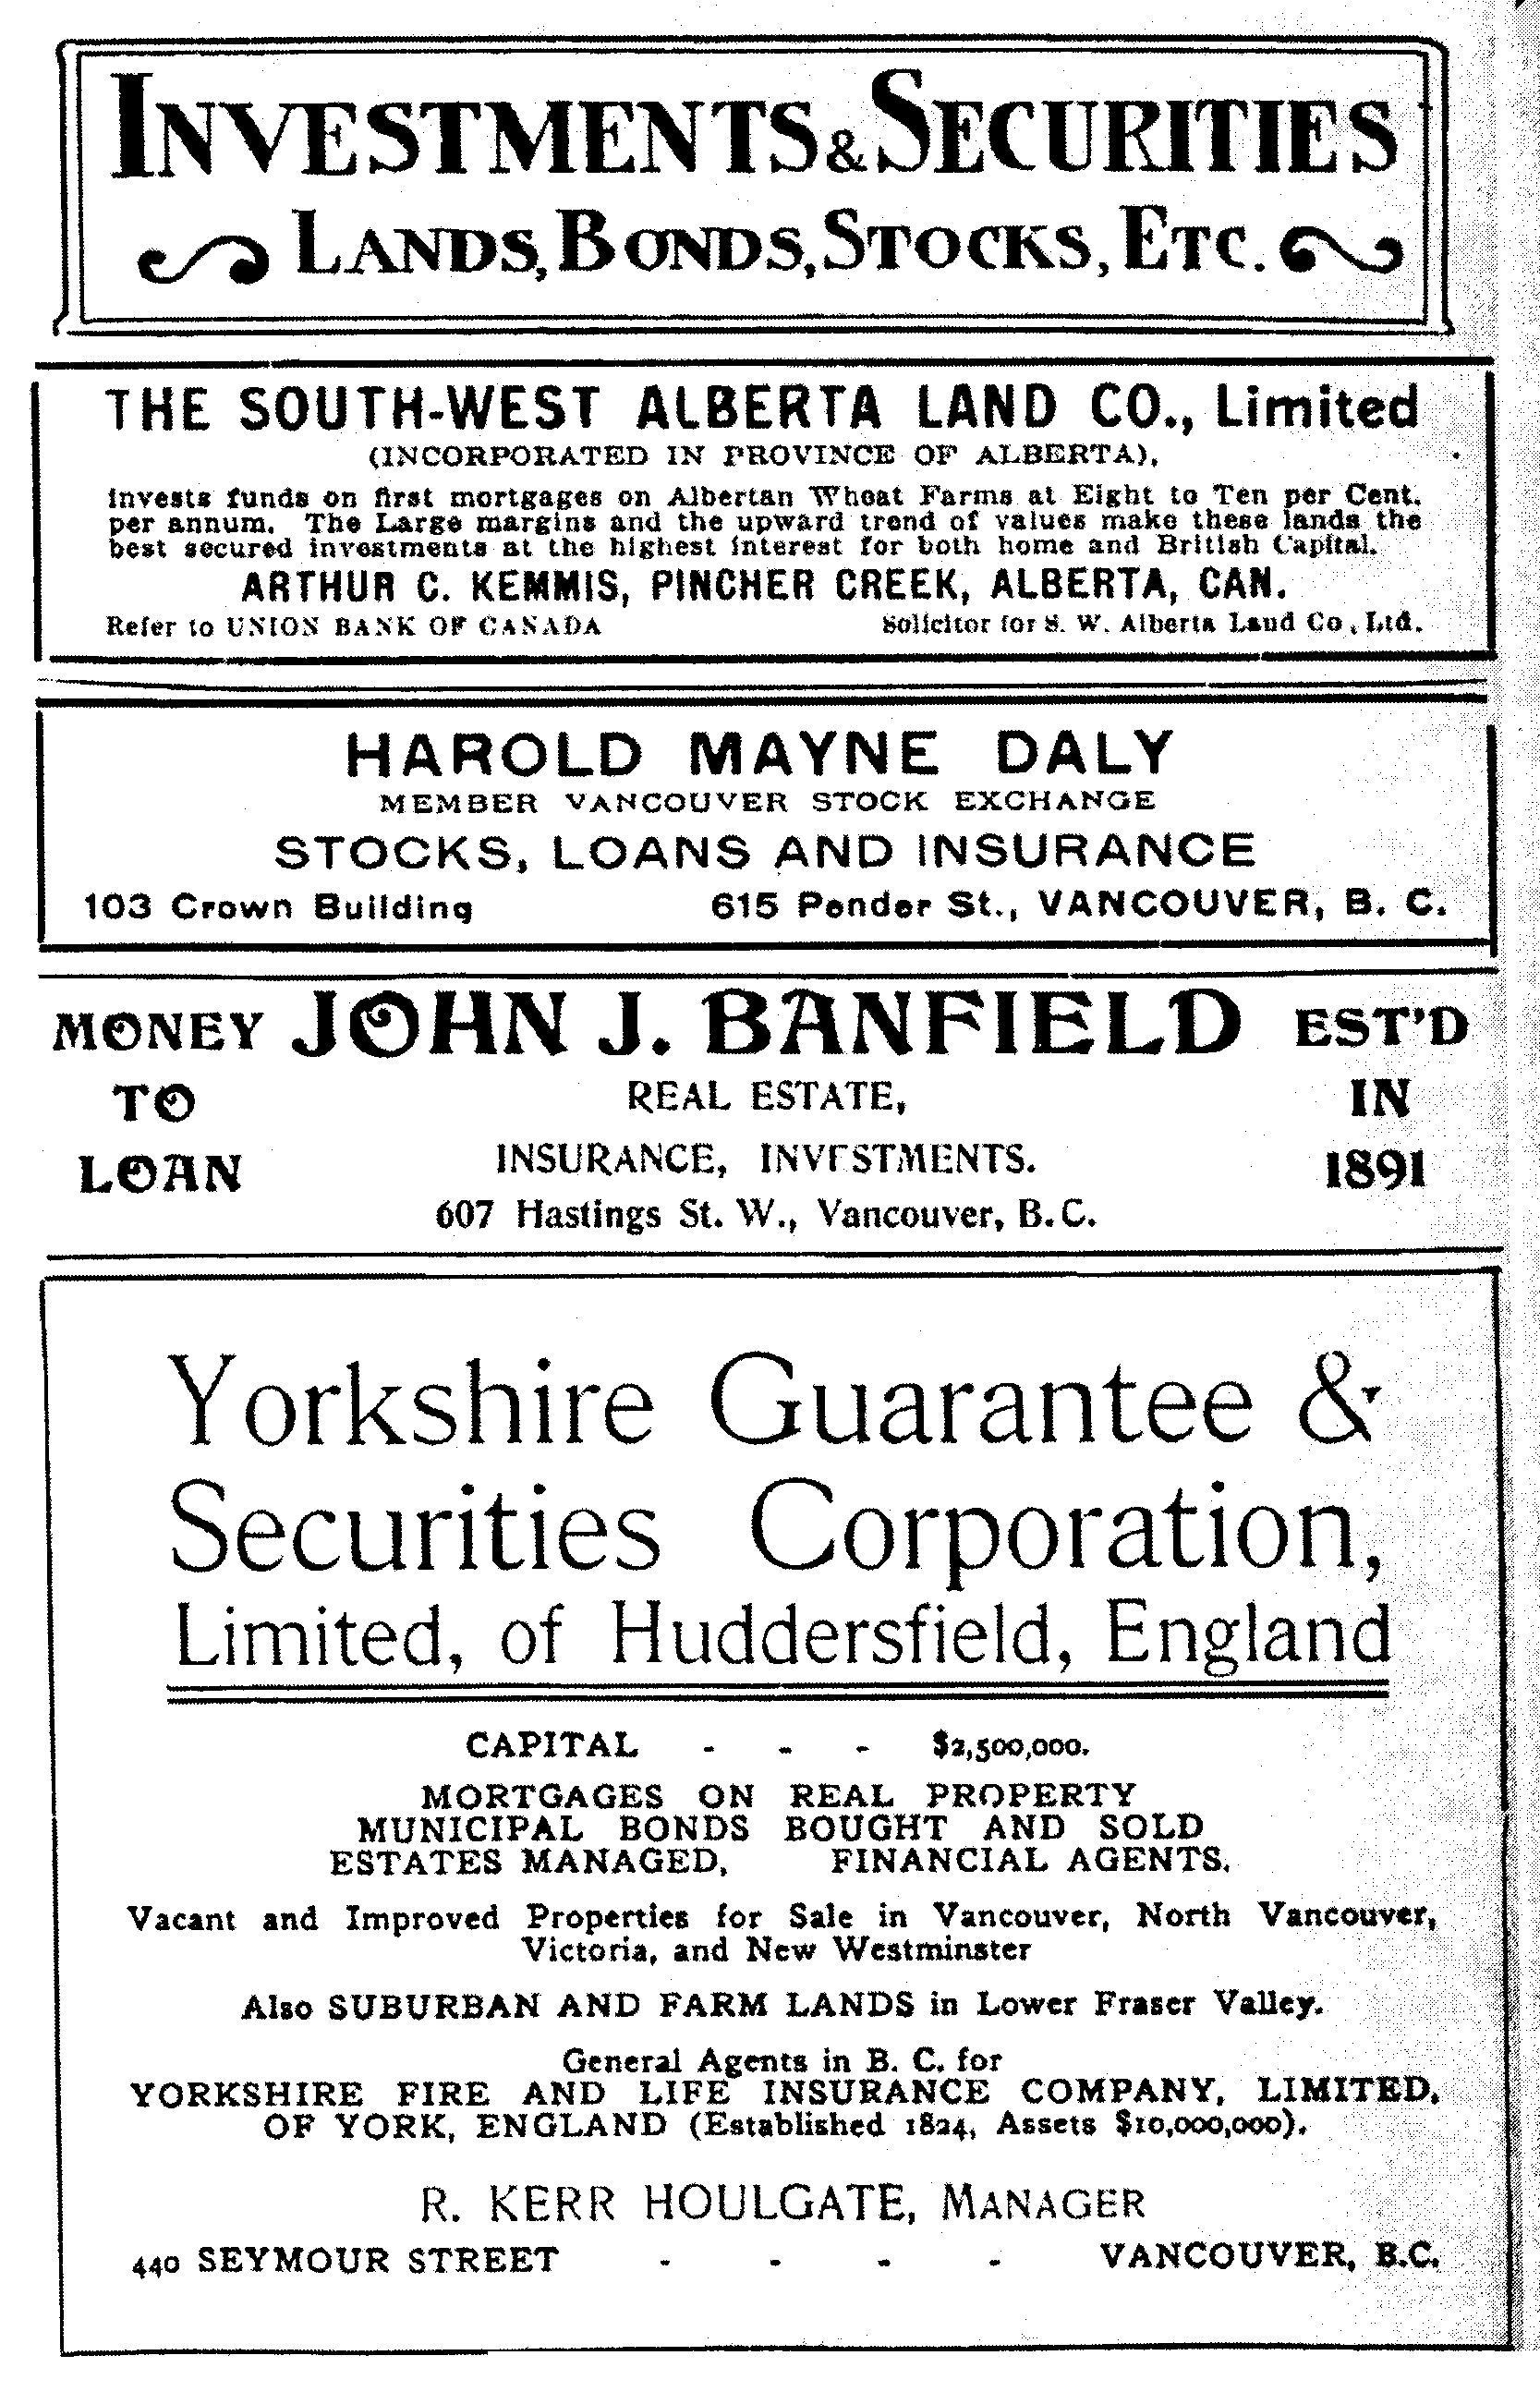 INVESTMENTS & SECURITIES
LANDS, BONDS, STOCKS, ETC.
THE SOUTH-WEST ALBERTA LAND CO., Limited
(INCORPORATED IN PROVINCE OF ALBERTA),
Invests funds on first mortgages on Albertan Wheat Farms at Eight to Ten per Cent.
per annum. The Large margins and the upward trend of values make these lands the
best secured investments at the highest interest for both home and British Capital.
ARTHUR C. KEMMIS, PINCHER CREEK, ALBERTA, CAN.
Refer to UNION BANK OF CANADA Solicitor for S. W. Alberta Land Co., Ltd.
HAROLD MAYNE DALY
MEMBER VANCOUVER STOCK EXCHANGE
STOCKS, LOANS AND INSURANCE
103 Crown Building 615 Pender St., VANCOUVER, B. C.
MONEY TO LOAN
JOHN J. BANFIELD
REAL ESTATE,
INSURANCE, INVESTMENTS.
607 Hastings St. W., Vancouver, B.C.
EST'D IN 1891
Yorkshire Guarantee &
Securities Corporation,
Limited, of Huddersfield, England
CAPITAL - - - $2,500,000.
MORTGAGES ON REAL PROPERTY
MUNICIPAL BONDS BOUGHT AND SOLD
ESTATES MANAGED, FINANCIAL AGENTS.
Vacant and Improved Properties for Sale in Vancouver, North Vancouver,
Victoria, and New Westminster
Also SUBURBAN AND FARM LANDS in Lower Fraser Valley.
General Agents in B. C. for
YORKSHIRE FIRE AND LIFE INSURANCE COMPANY, LIMITED,
OF YORK, ENGLAND (Established 1824, Assets $10,000,000).
R. KERR HOULGATE, MANAGER
440 SEYMOUR STREET - - - - VANCOUVER, B.C.